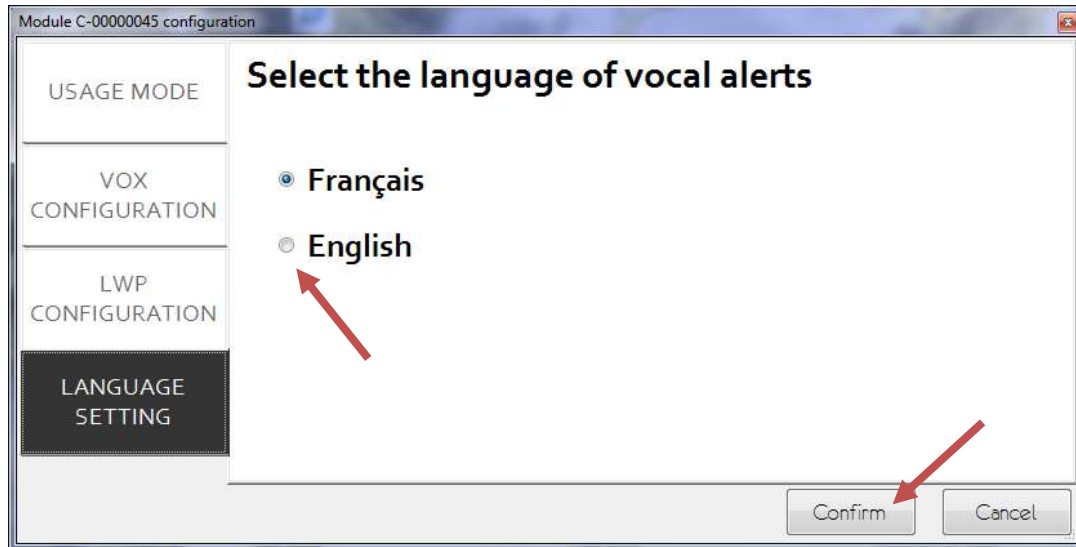 Module C-00000045 configuration
USAGE MODE
VOX
CONFIGURATION
LWP
CONFIGURATION
LANGUAGE
SETTING
Select the language of vocal alerts
Français
English
Confirm
Cancel